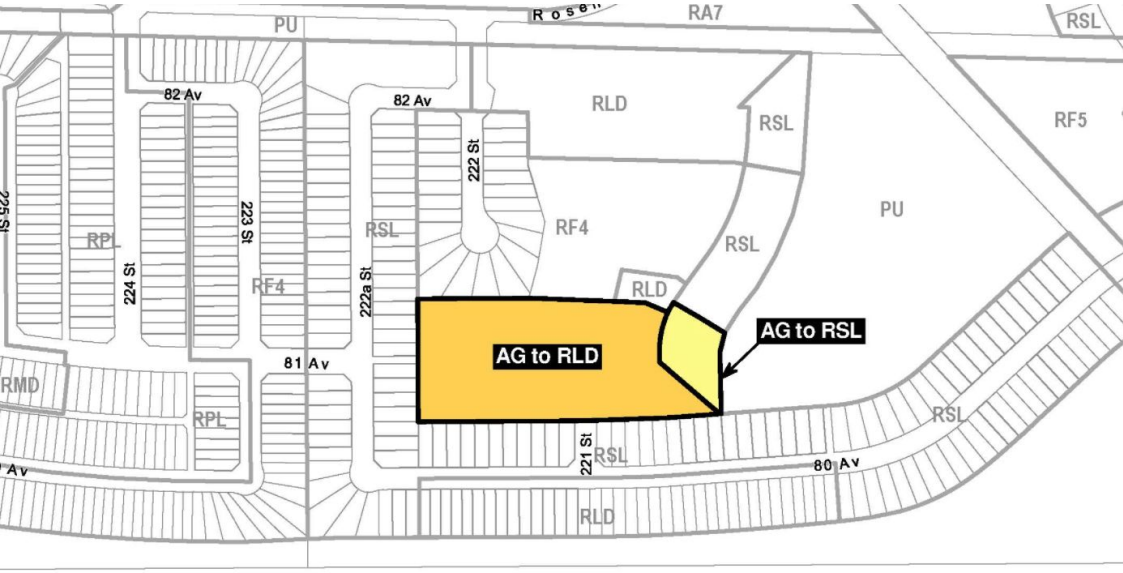 Rosen
RA7
RSL
PU
82 Av
82 Av
RLD
RSL
RF5
222 St
225 St
223 St
PU
RPL
RSL
RF4
RSL
224 St
222a St
RF4
RLD
AG to RSL
AG to RLD
81 Av
RMD
RPL
RSL
221 St
RSL
80 Av
Av
RLD